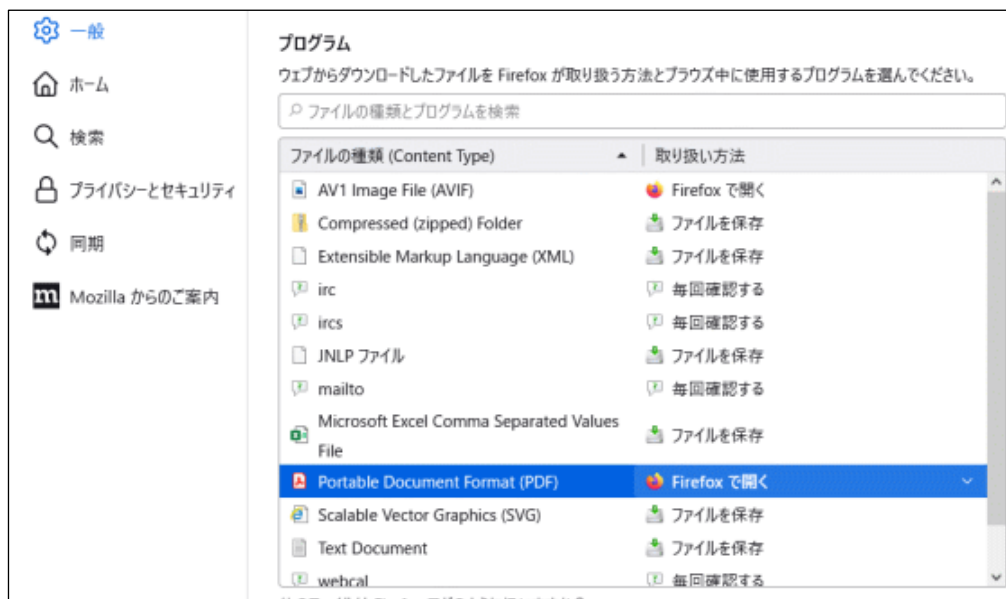 一般
ホーム
検索
プライバシーとセキュリティ
同期
m Mozilla からのご案内
プログラム
ウェブからダウンロードしたファイルを Firefox が取り扱う方法とブラウズ中に使用するプログラムを選んでください。
ファイルの種類とプログラムを検索
ファイルの種類 (Content Type) 取り扱い方法
AV1 Image File (AVIF) Firefox で開く
Compressed (zipped) Folder ファイルを保存
Extensible Markup Language (XML) ファイルを保存
irc 毎回確認する
ircs 毎回確認する
JNLP ファイル ファイルを保存
mailto 毎回確認する
Microsoft Excel Comma Separated Values
File ファイルを保存
Portable Document Format (PDF) Firefox で開く
Scalable Vector Graphics (SVG) ファイルを保存
Text Document ファイルを保存
webcal 毎回確認する